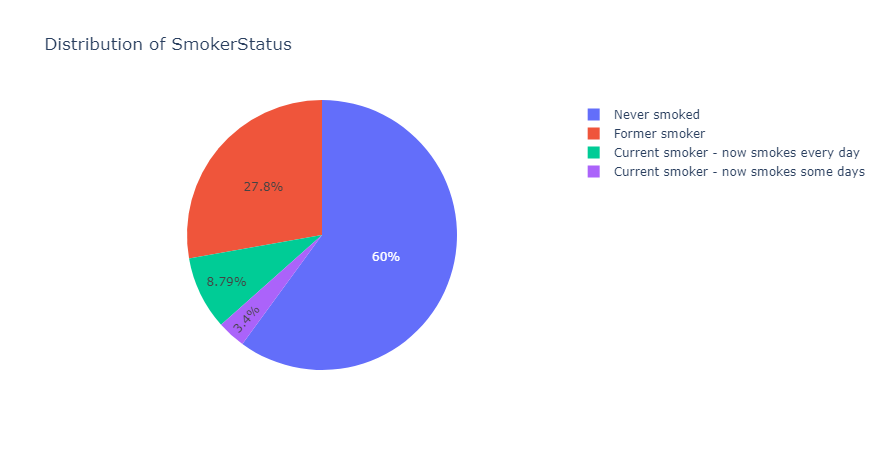 Distribution of SmokerStatus
Never smoked
Former smoker
Current smoker - now smokes every day
Current smoker - now smokes some days
27.8%
60%
8.79%
3.4%